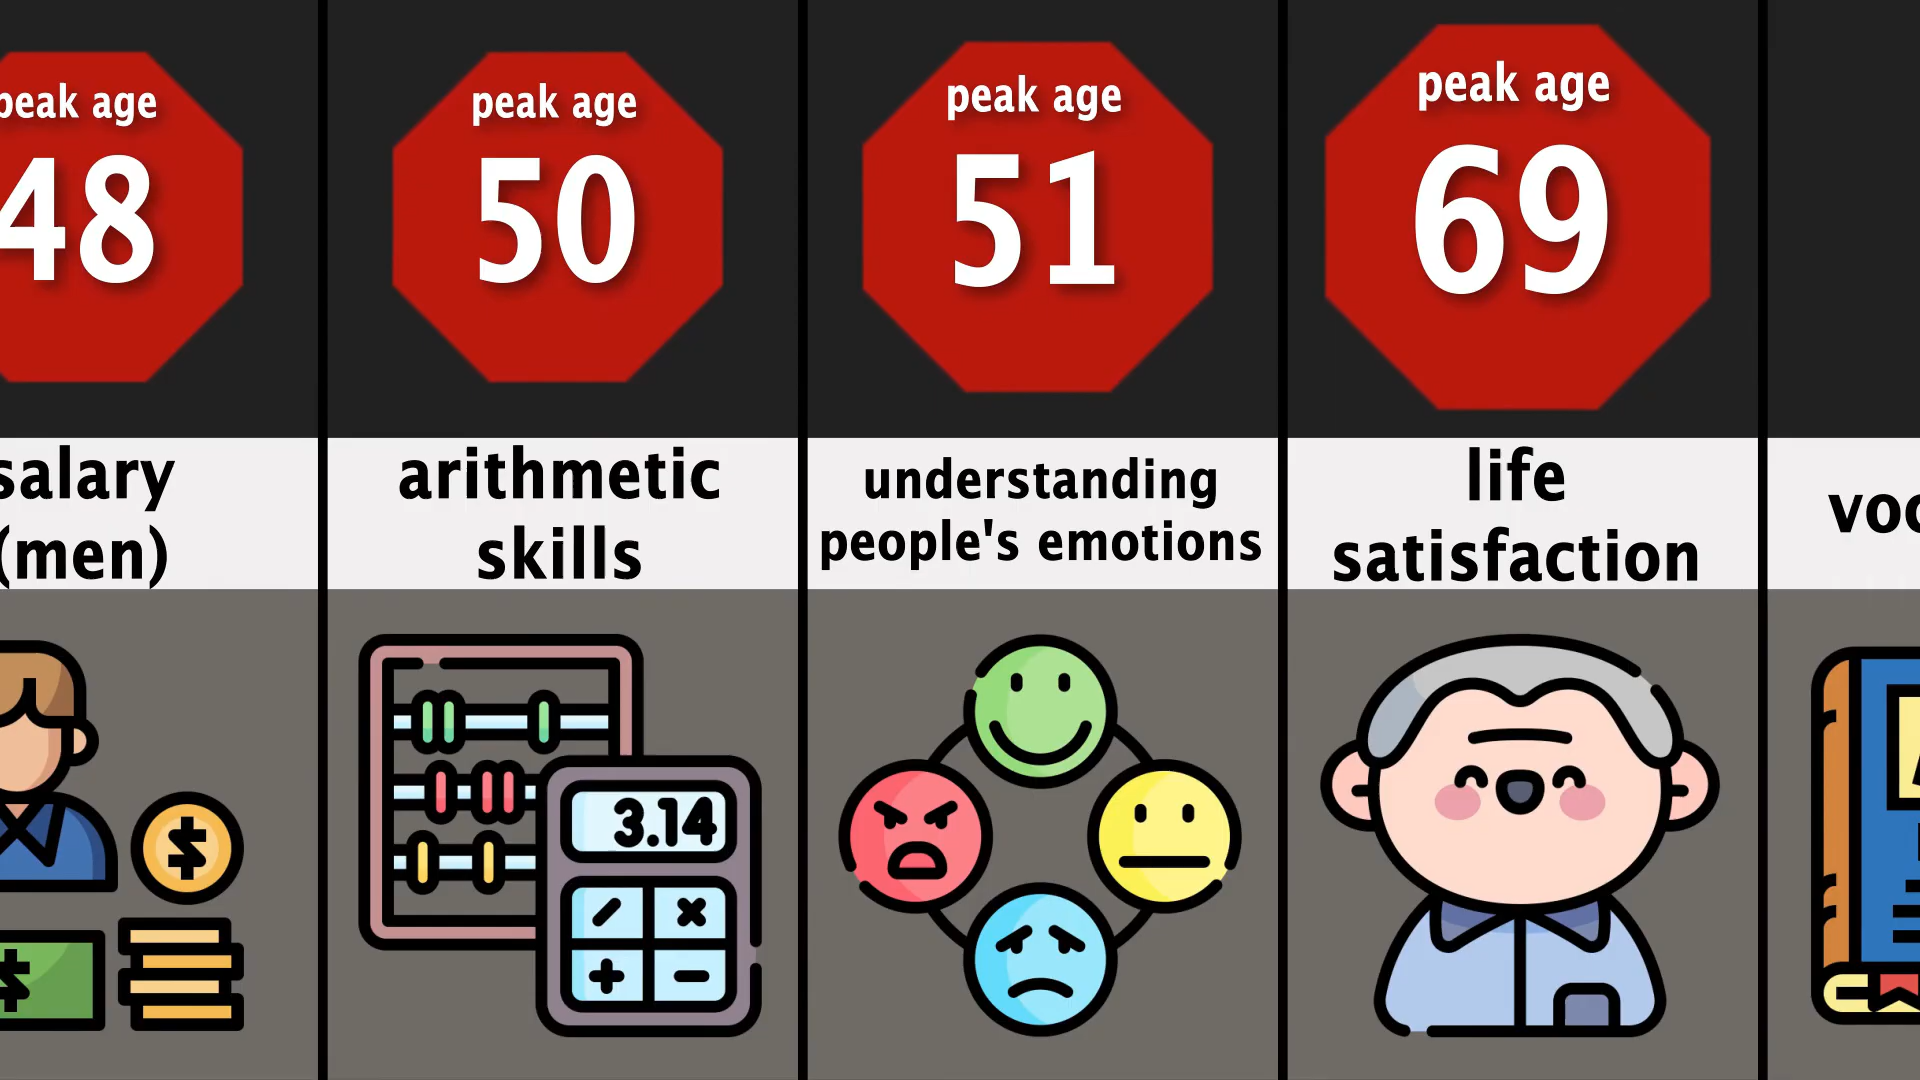 peak age
48
salary
(men)
peak age
50
arithmetic
skills
3.14
peak age
51
understanding
people's emotions
peak age
69
life
satisfaction